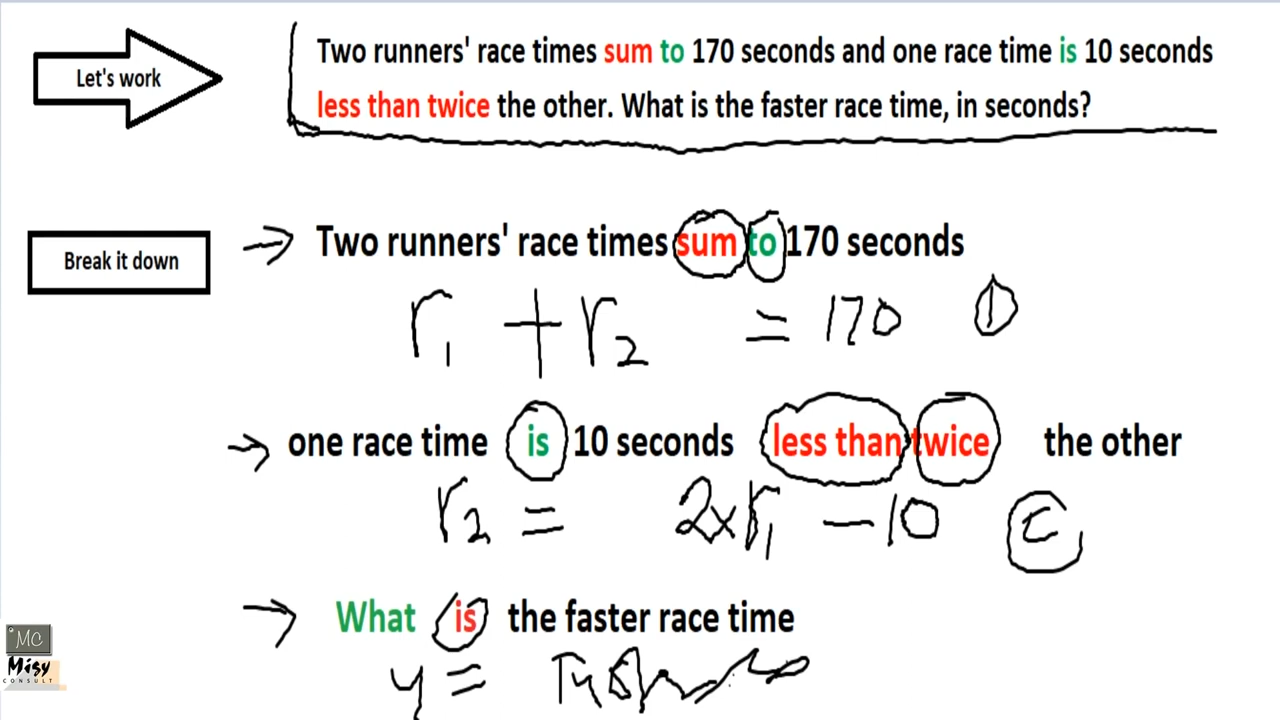 Let's work
Two runners' race times sum to 170 seconds and one race time is 10 seconds
less than twice the other. What is the faster race time, in seconds?
Break it down
Two runners' race times sum to 170 seconds
r₁ + r₂ = 170 ①
one race time is 10 seconds less than twice the other
r₂ = 2xr₁ - 10
What is the faster race time
y =
MC
Misy
CONSULT